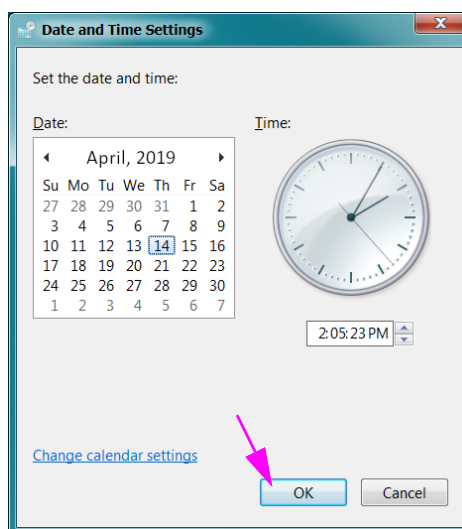 Date and Time Settings
Set the date and time:
Date:
Time:
April, 2019
Su Mo Tu We Th Fr Sa
27 28 29 30 31 1 2
3 4 5 6 7 8 9
10 11 12 13 14 15 16
17 18 19 20 21 22 23
24 25 26 27 28 29 30
1 2 3 4 5 6 7
2:05:23 PM
Change calendar settings
OK
Cancel